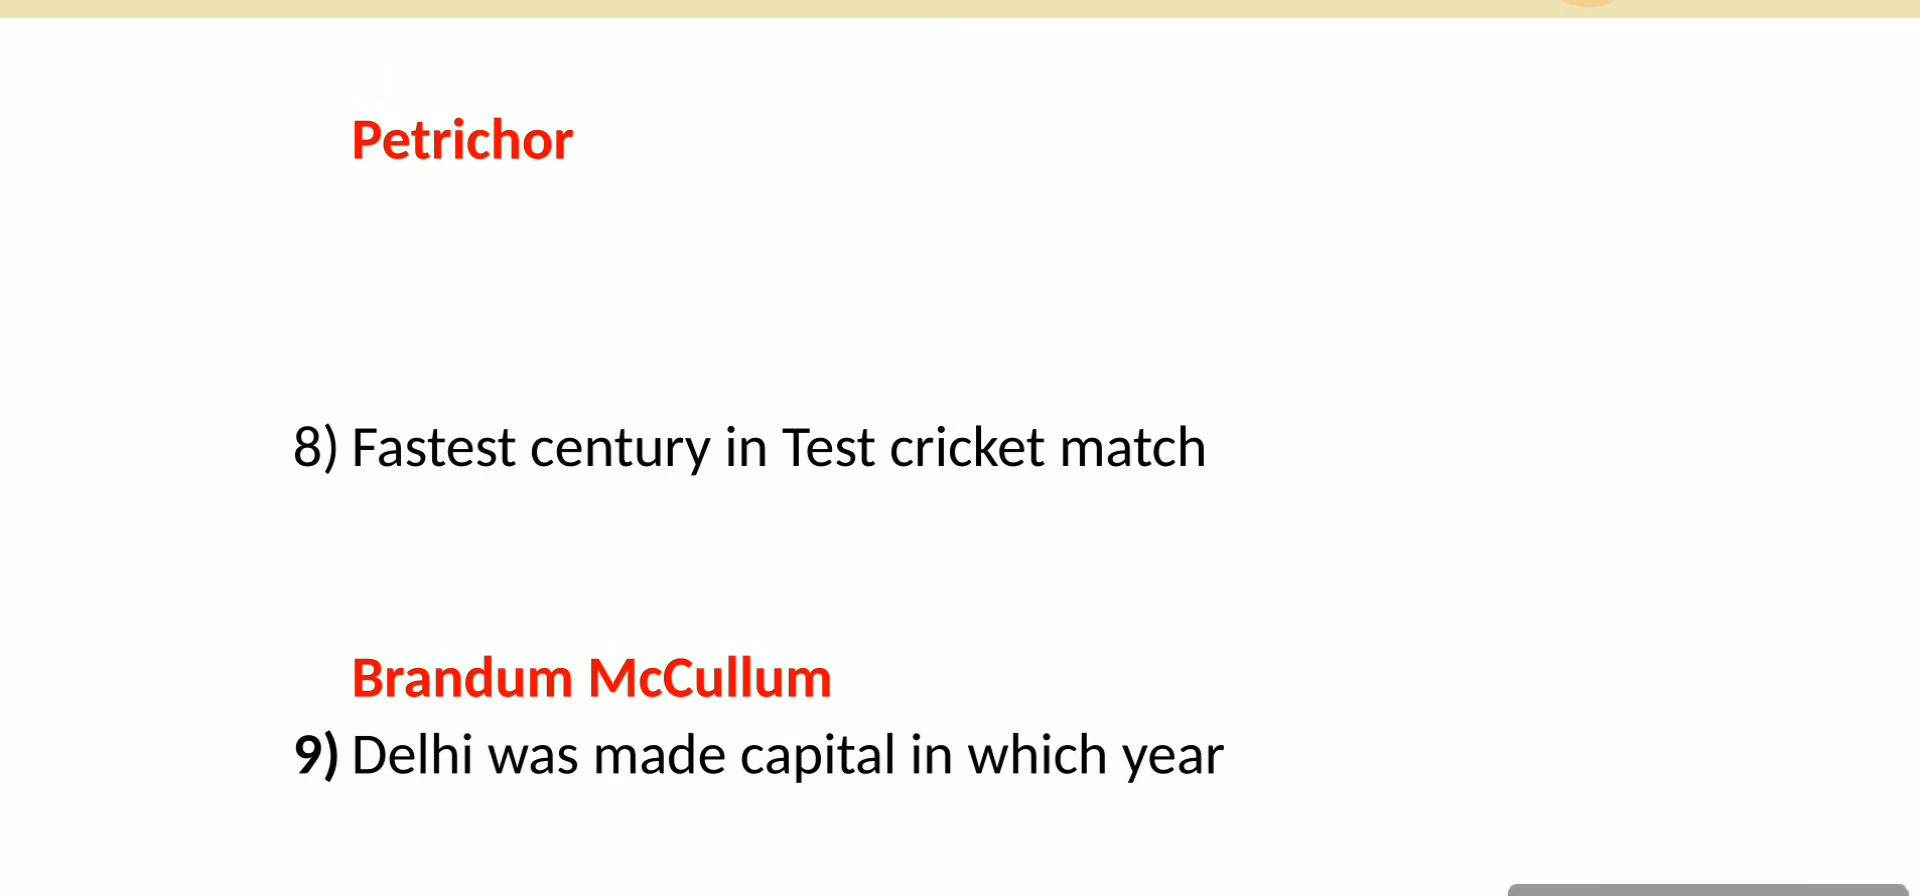 Petrichor
8) Fastest century in Test cricket match
Brandum McCullum
9) Delhi was made capital in which year